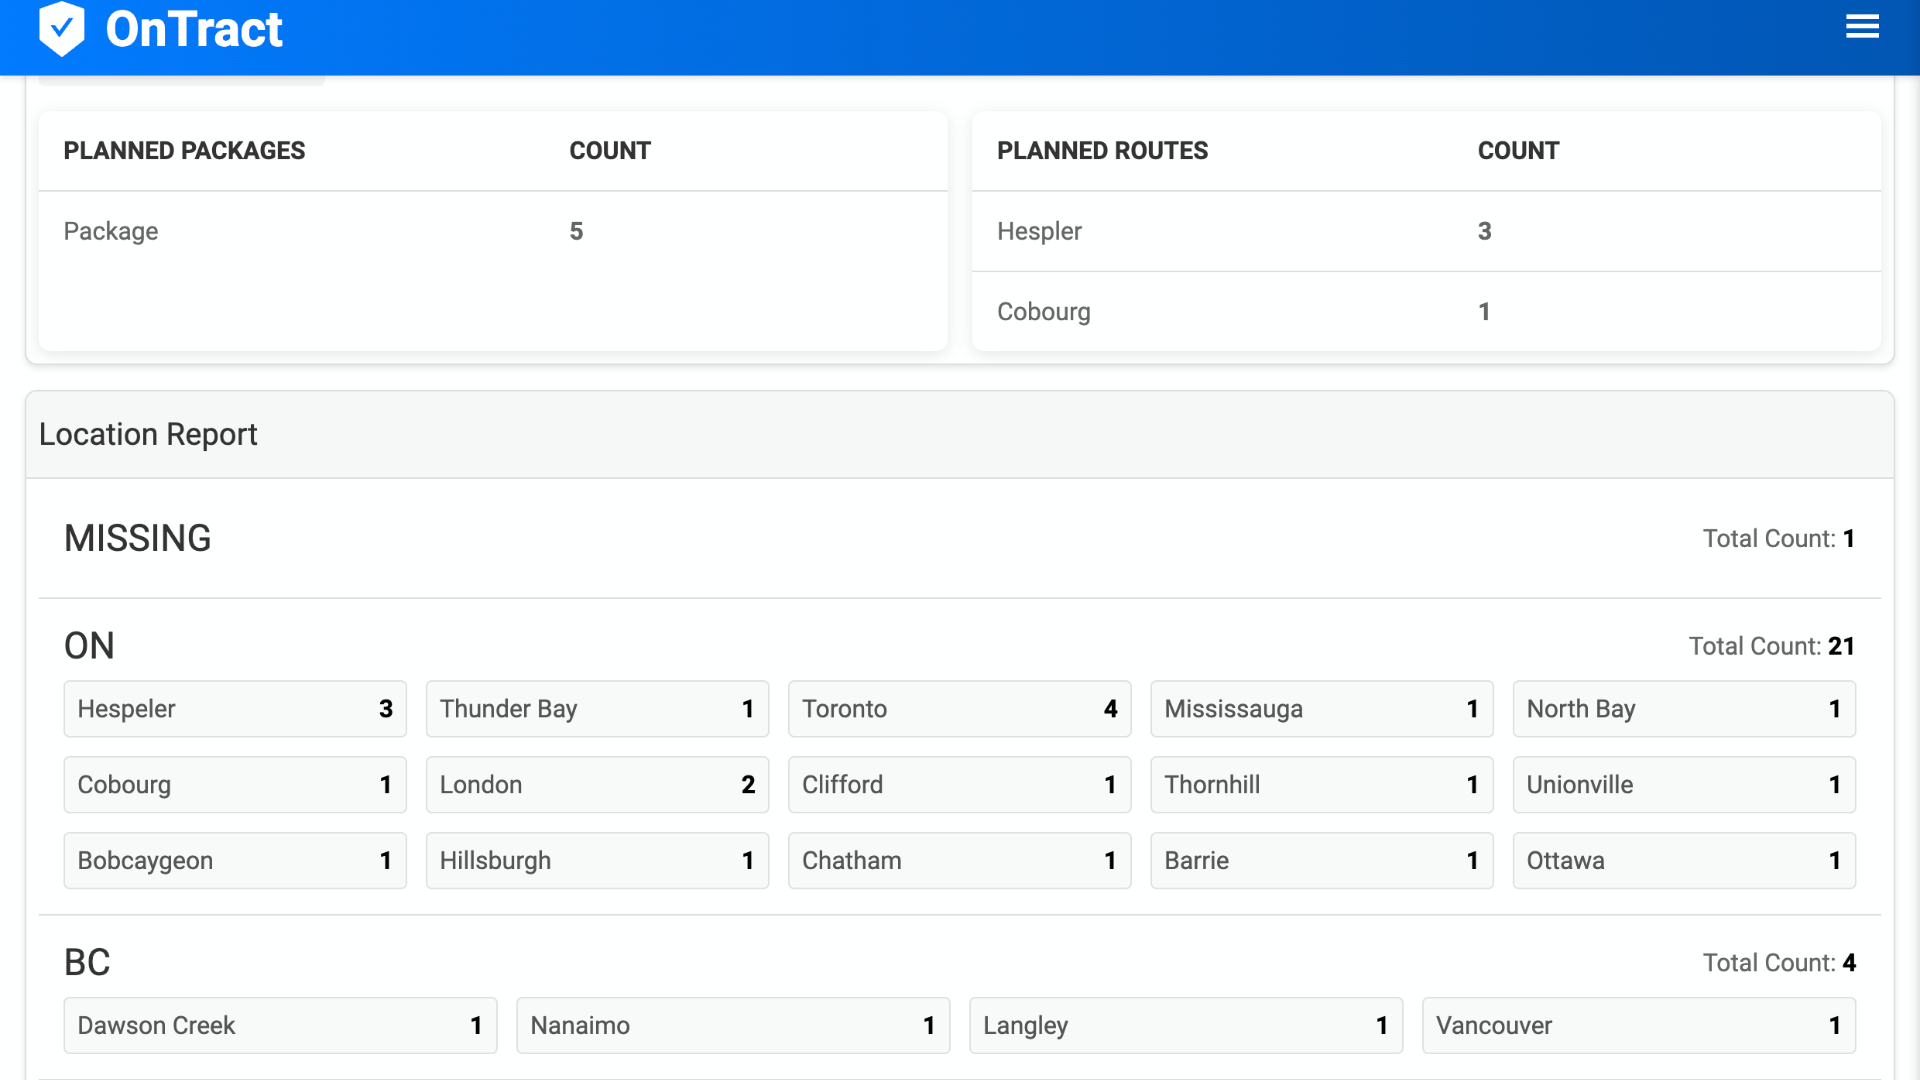 OnTract
PLANNED PACKAGES COUNT
Package 5
PLANNED ROUTES COUNT
Hespler 3
Cobourg 1
Location Report
MISSING Total Count: 1
ON Total Count: 21
Hespeler 3 Thunder Bay 1 Toronto 4 Mississauga 1 North Bay 1
Cobourg 1 London 2 Clifford 1 Thornhill 1 Unionville 1
Bobcaygeon 1 Hillsburgh 1 Chatham 1 Barrie 1 Ottawa 1
BC Total Count: 4
Dawson Creek 1 Nanaimo 1 Langley 1 Vancouver 1